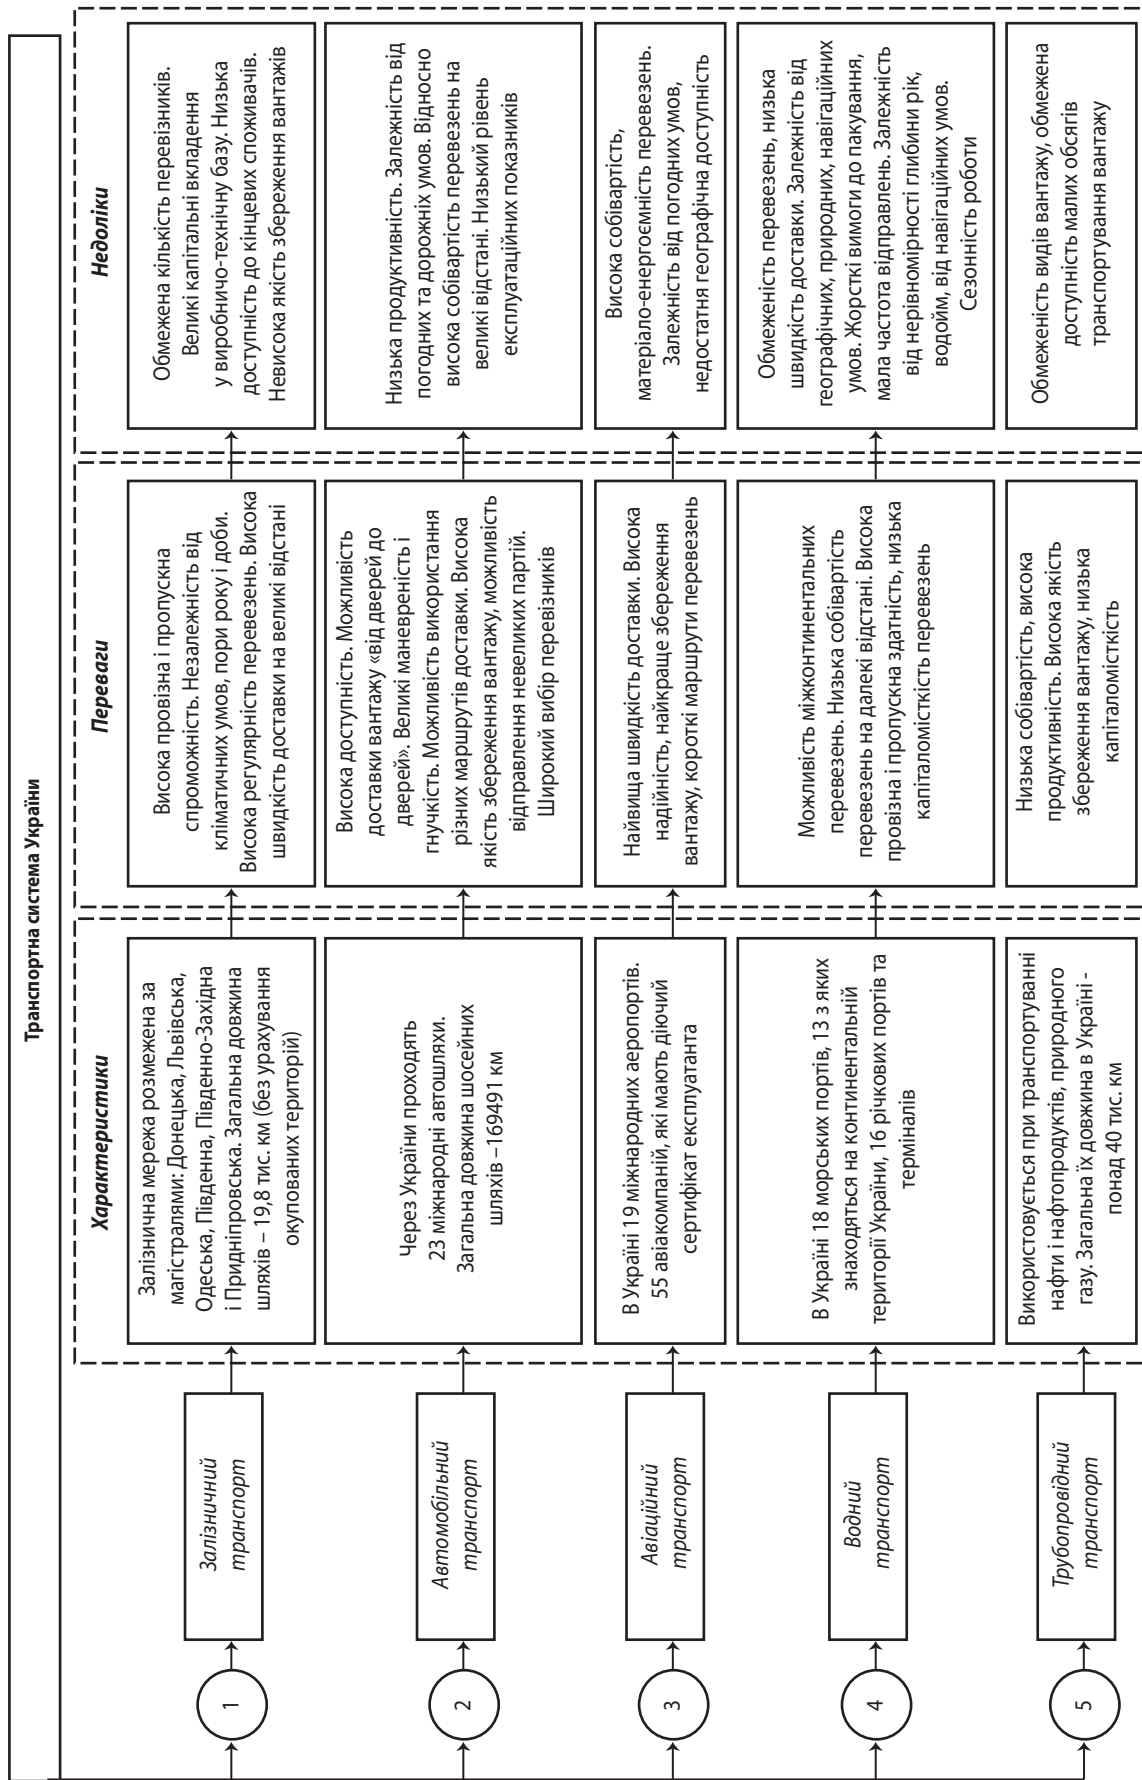 Транспортна система України
Характеристики
Переваги
Недоліки
1
Залізничний
транспорт
Залізнична мережа розмежена за
магістралями: Донецька, Львівська,
Одеська, Південна, Південно-Західна
і Придніпровська. Загальна довжина
шляхів – 19,8 тис. км (без урахування
окупованих територій)
Висока провізна і пропускна
спроможність. Незалежність від
кліматичних умов, пори року і доби.
Висока регулярність перевезень. Висока
швидкість доставки на великі відстані
Обмежена кількість перевізників.
Великі капітальні вкладення
у виробничо-технічну базу. Низька
доступність до кінцевих споживачів.
Невисока якість збереження вантажів
2
Автомобільний
транспорт
Через України проходять
23 міжнародні автошляхи.
Загальна довжина шосейних
шляхів – 169491 км
Висока доступність. Можливість
доставки вантажу «від дверей до
дверей». Великі маневреність і
гнучкість. Можливість використання
різних маршрутів доставки. Висока
якість збереження вантажу, можливість
відправлення невеликих партій.
Широкий вибір перевізників
Низька продуктивність. Залежність від
погодних та дорожніх умов. Відносно
висока собівартість перевезень на
великі відстані. Низький рівень
експлуатаційних показників
3
Авіаційний
транспорт
В Україні 19 міжнародних аеропортів.
55 авіакомпаній, які мають діючий
сертифікат експлуатанта
Найвища швидкість доставки. Висока
надійність, найкраще збереження
вантажу, короткі маршрути перевезень
Висока собівартість,
матеріало-енергоємність перевезень.
Залежність від погодних умов,
недостатня географічна доступність
4
Водний
транспорт
В Україні 18 морських портів, 13 з яких
знаходяться на континентальній
території України, 16 річкових портів та
терміналів
Можливість міжконтинентальних
перевезень. Низька собівартість
перевезень на далекі відстані. Висока
провізна і пропускна здатність, низька
капіталомісткість перевезень
Обмеженість перевезень, низька
швидкість доставки. Залежність від
географічних, природних, навігаційних
умов. Жорсткі вимоги до пакування,
мала частота відправлень. Залежність
від нерівномірності глибини рік,
водойм, від навігаційних умов.
Сезонність роботи
5
Трубопровідний
транспорт
Використовується при транспортуванні
нафти і нафтопродуктів, природного
газу. Загальна їх довжина в Україні -
понад 40 тис. км
Низька собівартість, висока
продуктивність. Висока якість
збереження вантажу, низька
капіталомісткість
Обмеженість видів вантажу, обмежена
доступність малих обсягів
транспортування вантажу